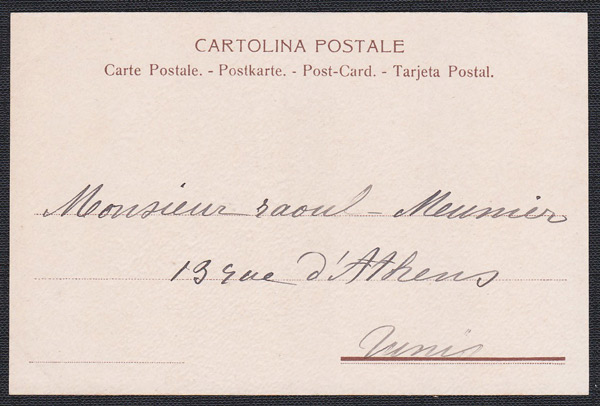 CARTOLINA POSTALE
Carte Postale. - Postkarte. - Post-Card. - Tarjeta Postal.
Monsieur raoul - Meunier
13 rue d'Athens
Tunis